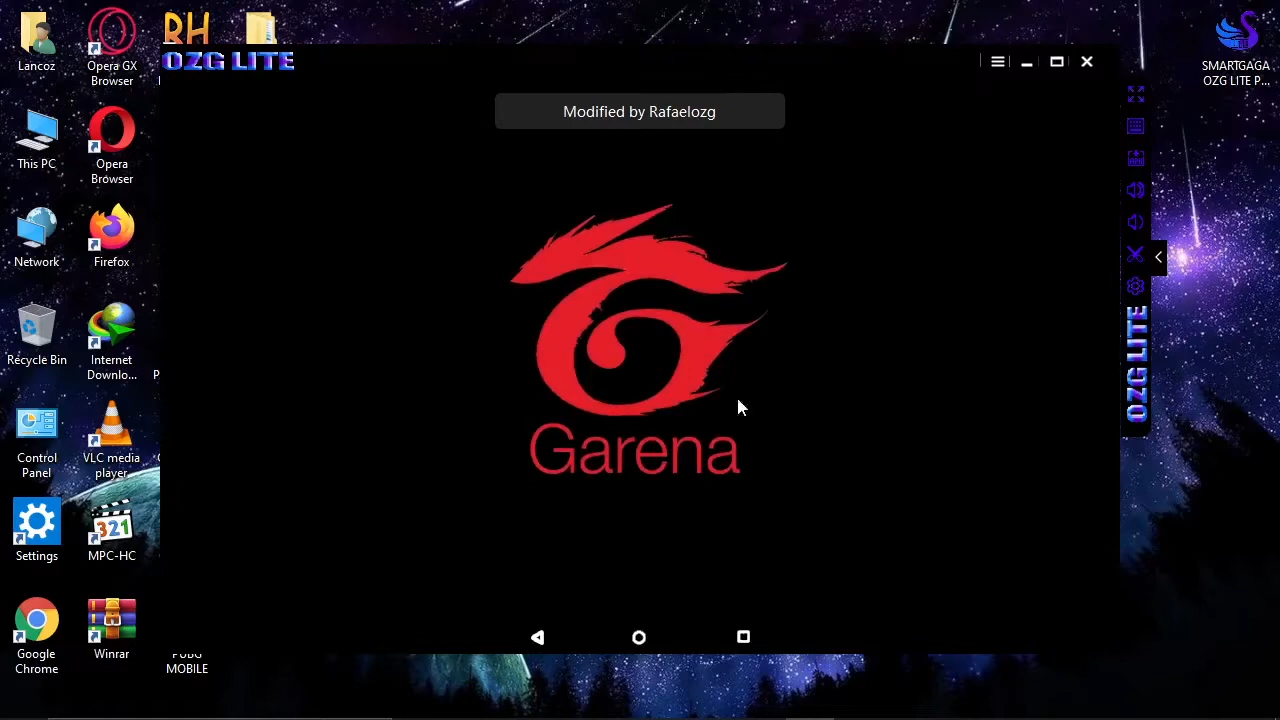 Lancoz
Opera GX
Browser
RH
OZG LITE
SMARTGAGA
OZG LITE P...
Modified by Rafaelozg
This PC
Opera
Browser
Network
Firefox
Recycle Bin
Internet
Downlo...
OZG LITE
Garena
Control
Panel
VLC media
player
321
Settings
MPC-HC
Google
Chrome
Winrar
PUBG
MOBILE